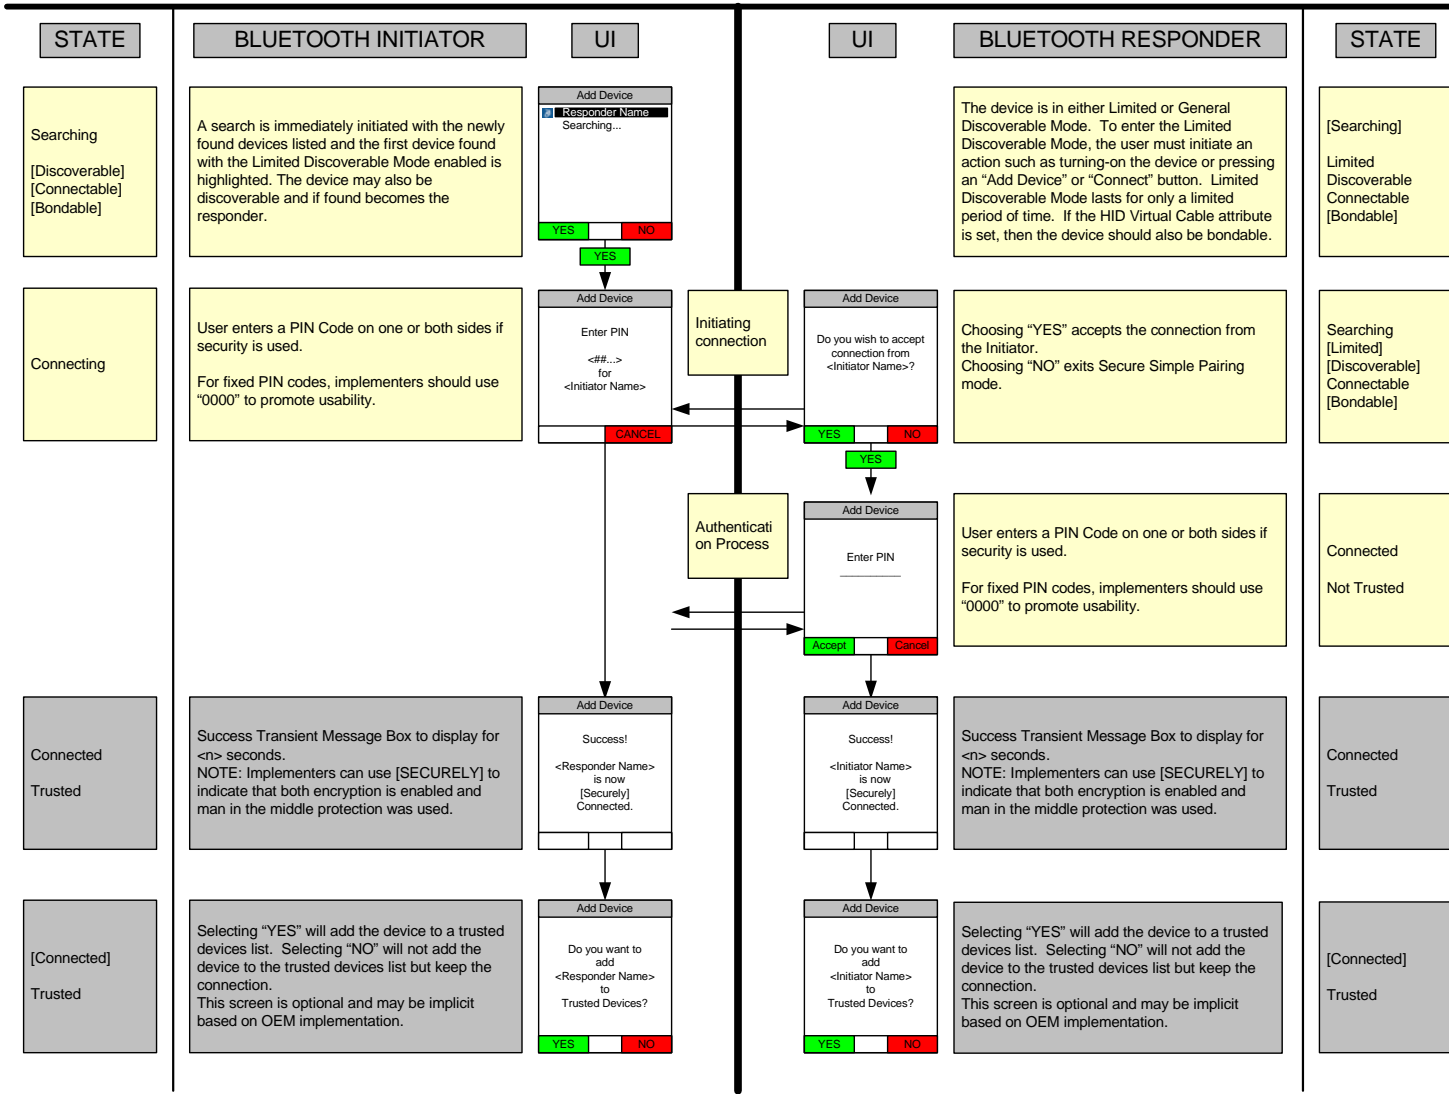 STATE
BLUETOOTH INITIATOR
UI
UI
BLUETOOTH RESPONDER
STATE
Searching
[Discoverable]
[Connectable]
[Bondable]
A search is immediately initiated with the newly
found devices listed and the first device found
with the Limited Discoverable Mode enabled is
highlighted. The device may also be
discoverable and if found becomes the
responder.
Add Device
Responder Name
Searching...
YES
NO
YES
The device is in either Limited or General
Discoverable Mode.  To enter the Limited
Discoverable Mode, the user must initiate an
action such as turning-on the device or pressing
an “Add Device” or “Connect” button.  Limited
Discoverable Mode lasts for only a limited
period of time.  If the HID Virtual Cable attribute
is set, then the device should also be bondable.
[Searching]
Limited
Discoverable
Connectable
[Bondable]
Connecting
User enters a PIN Code on one or both sides if
security is used.
For fixed PIN codes, implementers should use
“0000” to promote usability.
Add Device
Enter PIN
<##...>
for
<Initiator Name>
CANCEL
Initiating
connection
Add Device
Do you wish to accept
connection from
<Initiator Name>?
YES
NO
YES
Choosing “YES” accepts the connection from
the Initiator.
Choosing “NO” exits Secure Simple Pairing
mode.
Searching
[Limited]
[Discoverable]
Connectable
[Bondable]
Authenticati
on Process
Add Device
Enter PIN
Accept
Cancel
User enters a PIN Code on one or both sides if
security is used.
For fixed PIN codes, implementers should use
“0000” to promote usability.
Connected
Not Trusted
Connected
Trusted
Success Transient Message Box to display for
<n> seconds.
NOTE: Implementers can use [SECURELY] to
indicate that both encryption is enabled and
man in the middle protection was used.
Add Device
Success!
<Responder Name>
is now
[Securely]
Connected.
Add Device
Success!
<Initiator Name>
is now
[Securely]
Connected.
Success Transient Message Box to display for
<n> seconds.
NOTE: Implementers can use [SECURELY] to
indicate that both encryption is enabled and
man in the middle protection was used.
Connected
Trusted
[Connected]
Trusted
Selecting “YES” will add the device to a trusted
devices list.  Selecting “NO” will not add the
device to the trusted devices list but keep the
connection.
This screen is optional and may be implicit
based on OEM implementation.
Add Device
Do you want to
add
<Responder Name>
to
Trusted Devices?
YES
NO
Add Device
Do you want to
add
<Initiator Name>
to
Trusted Devices?
YES
NO
Selecting “YES” will add the device to a trusted
devices list.  Selecting “NO” will not add the
device to the trusted devices list but keep the
connection.
This screen is optional and may be implicit
based on OEM implementation.
[Connected]
Trusted